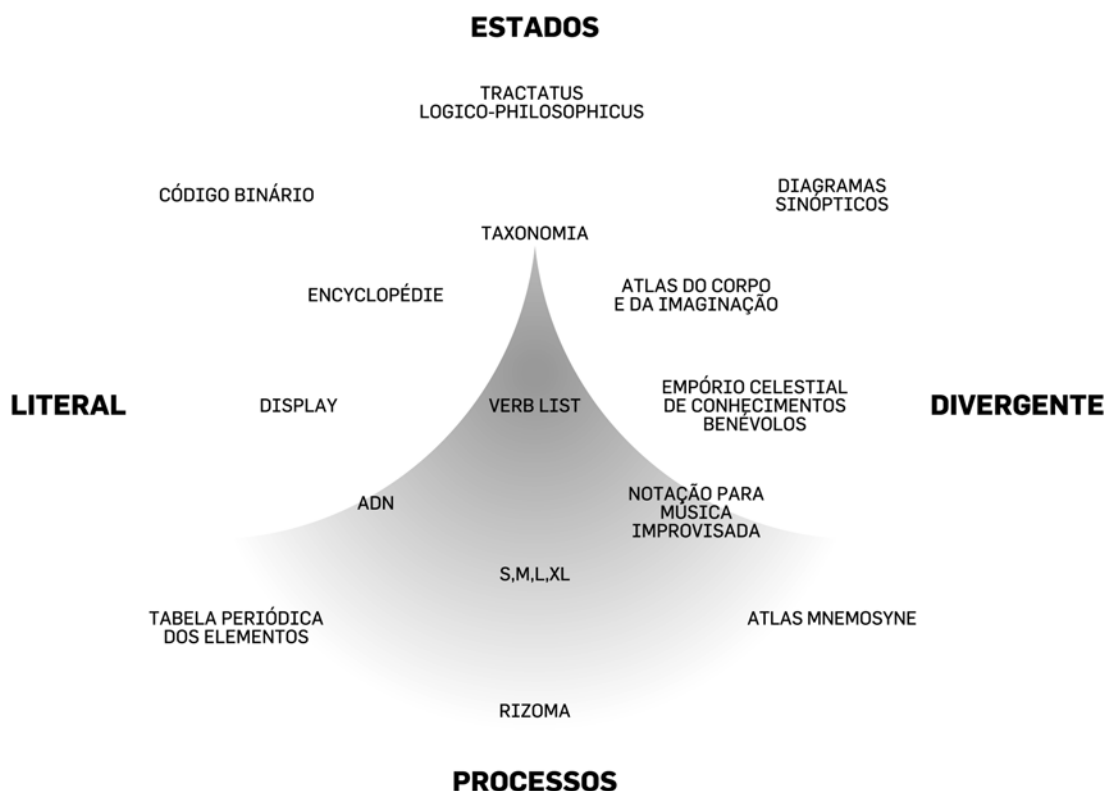 ESTADOS
TRACTATUS
LOGICO-PHILOSOPHICUS
CÓDIGO BINÁRIO
DIAGRAMAS
SINÓPTICOS
TAXONOMIA
ENCYCLOPÉDIE
ATLAS DO CORPO
E DA IMAGINAÇÃO
LITERAL
DISPLAY
VERB LIST
EMPÓRIO CELESTIAL
DE CONHECIMENTOS
BENÉVOLOS
DIVERGENTE
ADN
NOTAÇÃO PARA
MÚSICA
IMPROVISADA
S,M,L,XL
TABELA PERIÓDICA
DOS ELEMENTOS
ATLAS MNEMOSYNE
RIZOMA
PROCESSOS